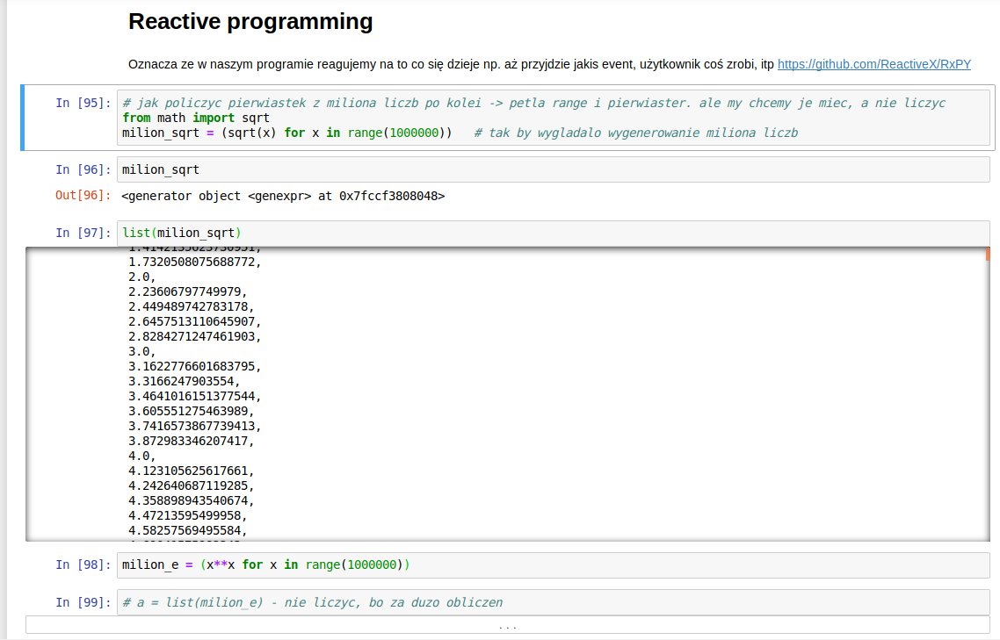 Reactive programming
Oznacza ze w naszym programie reagujemy na to co się dzieje np. aż przyjdzie jakis event, użytkownik coś zrobi, itp https://github.com/ReactiveX/RxPY
In [95]: # jak policzyc pierwiastek z miliona liczb po kolei -> petla range i pierwiaster. ale my chcemy je miec, a nie liczyc
from math import sqrt
milion_sqrt = (sqrt(x) for x in range(1000000))   # tak by wygladalo wygenerowanie miliona liczb
In [96]: milion_sqrt
Out[96]: <generator object <genexpr> at 0x7fccf3808048>
In [97]: list(milion_sqrt)
1.4142135623730951,
1.7320508075688772,
2.0,
2.23606797749979,
2.449489742783178,
2.6457513110645907,
2.8284271247461903,
3.0,
3.1622776601683795,
3.3166247903554,
3.4641016151377544,
3.605551275463989,
3.7416573867739413,
3.872983346207417,
4.0,
4.123105625617661,
4.242640687119285,
4.358898943540674,
4.47213595499958,
4.58257569495584,
In [98]: milion_e = (x**x for x in range(1000000))
In [99]: # a = list(milion_e) - nie liczyc, bo za duzo obliczen
...